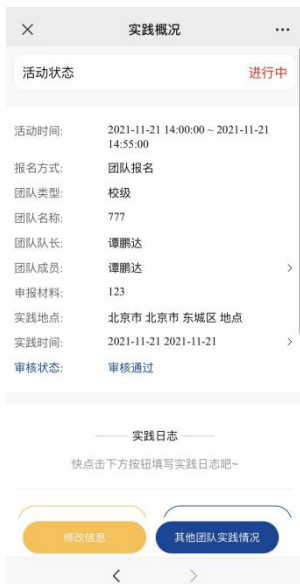 实践概况
活动状态 进行中
活动时间: 2021-11-21 14:00:00 ~ 2021-11-21
14:55:00
报名方式: 团队报名
团队类型: 校级
团队名称: 777
团队队长: 谭鹏达
团队成员: 谭鹏达
申报材料: 123
实践地点: 北京市 北京市 东城区 地点
实践时间: 2021-11-21 2021-11-21
审核状态: 审核通过
实践日志
快点击下方按钮填写实践日志吧~
修改信息 其他团队实践情况